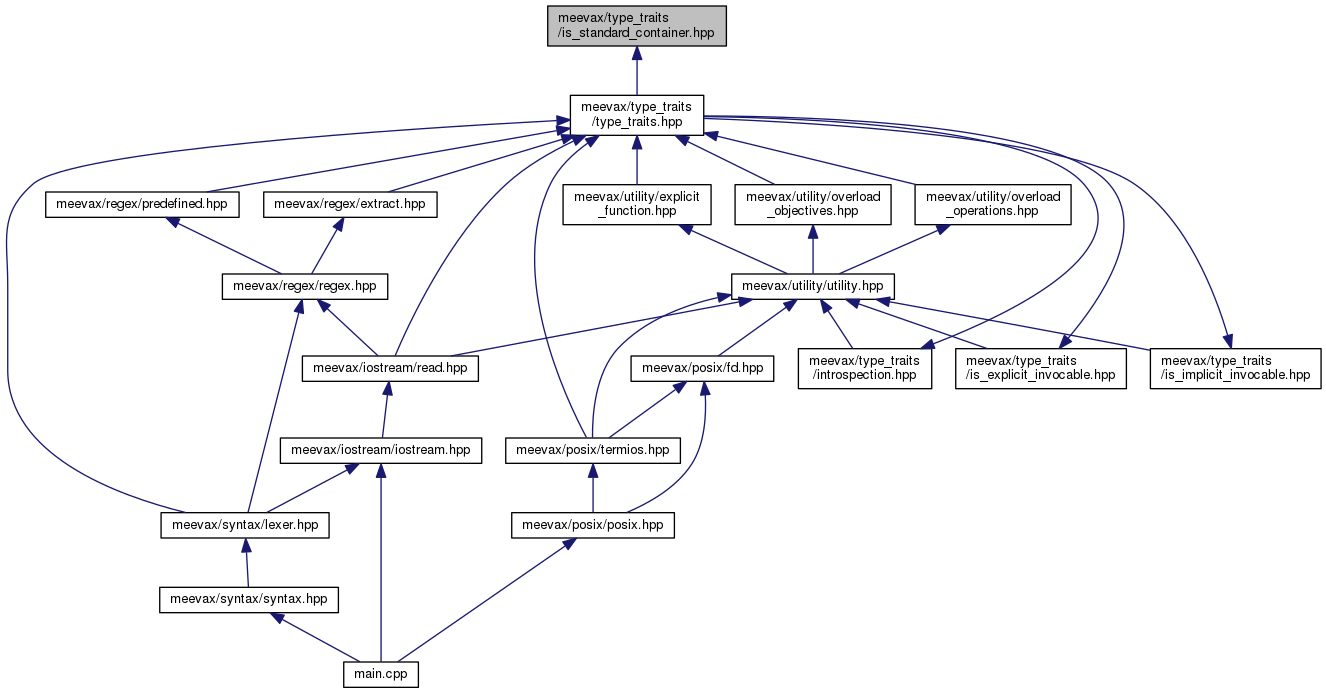 meevax/type_traits
/is_standard_container.hpp
meevax/type_traits
/type_traits.hpp
meevax/regex/predefined.hpp
meevax/regex/extract.hpp
meevax/utility/explicit
_function.hpp
meevax/utility/overload
_objectives.hpp
meevax/utility/overload
_operations.hpp
meevax/regex/regex.hpp
meevax/utility/utility.hpp
meevax/iostream/read.hpp
meevax/posix/fd.hpp
meevax/type_traits
/introspection.hpp
meevax/type_traits
/is_explicit_invocable.hpp
meevax/type_traits
/is_implicit_invocable.hpp
meevax/iostream/iostream.hpp
meevax/posix/termios.hpp
meevax/syntax/lexer.hpp
meevax/posix/posix.hpp
meevax/syntax/syntax.hpp
main.cpp